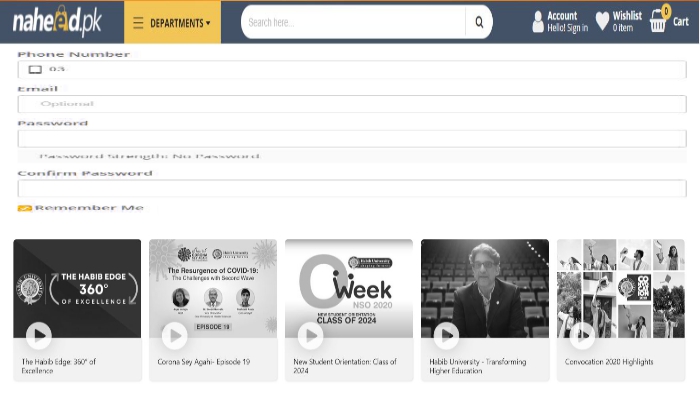 naheed.pk
DEPARTMENTS
Search here...
Account
Hello! Sign in
Wishlist
0 item
0
Cart
Phone Number
03
Email
Optional
Password
Password Strength: No Password
Confirm Password
Remember Me
THE HABIB EDGE
360°
OF EXCELLENCE
The Habib Edge: 360° of
Excellence
Habib University
The Resurgence of COVID-19:
The Challenges with Second Wave
EPISODE 19
Corona Sey Agahi- Episode 19
Habib University
O Week
NSO 2020
NEW STUDENT ORIENTATION
CLASS OF 2024
New Student Orientation: Class of
2024
Habib University - Transforming
Higher Education
Convocation 2020 Highlights